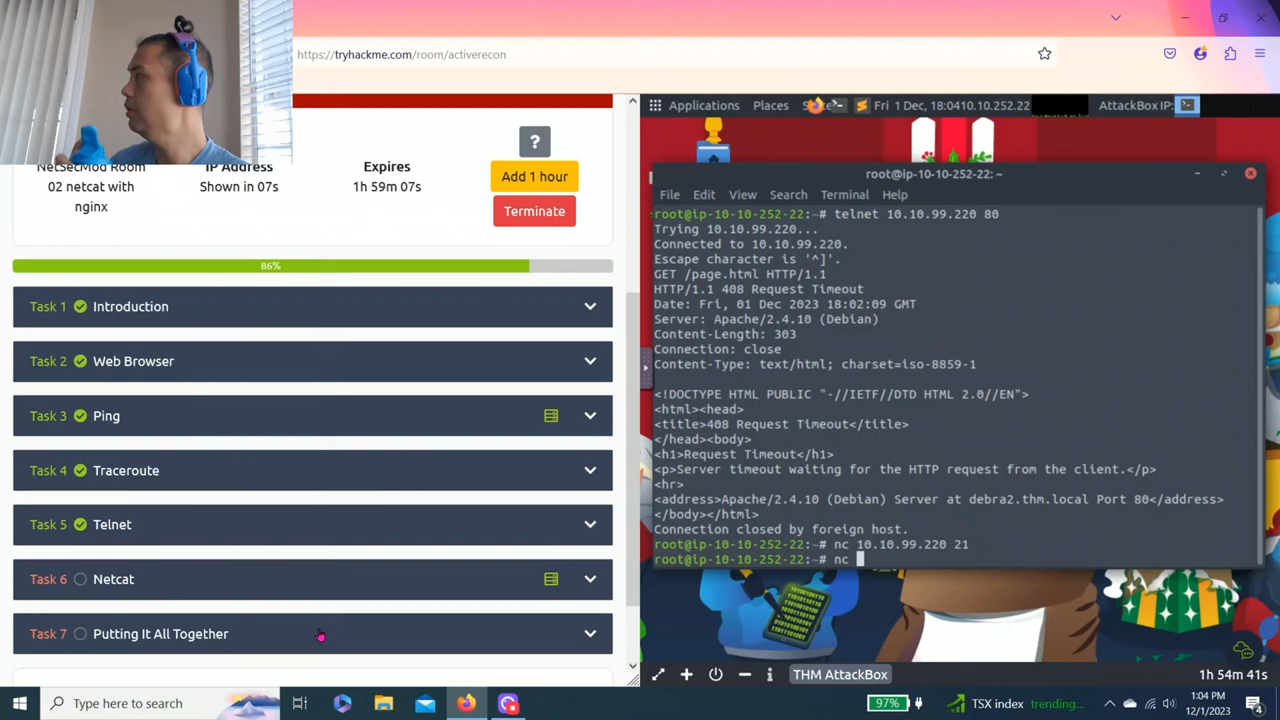 https://tryhackme.com/room/activerecon
NetSecMod Room
02 netcat with
nginx
IP Address
Shown in 07s
Expires
1h 59m 07s
?
Add 1 hour
Terminate
86%
Task 1 Introduction
Task 2 Web Browser
Task 3 Ping
Task 4 Traceroute
Task 5 Telnet
Task 6 Netcat
Task 7 Putting It All Together
Applications Places Fri 1 Dec, 18:04 10.10.252.22 AttackBox IP:
root@ip-10-10-252-22: ~
File Edit View Search Terminal Help
root@ip-10-10-252-22:~# telnet 10.10.99.220 80
Trying 10.10.99.220...
Connected to 10.10.99.220.
Escape character is '^]'.
GET /page.html HTTP/1.1
HTTP/1.1 408 Request Timeout
Date: Fri, 01 Dec 2023 18:02:09 GMT
Server: Apache/2.4.10 (Debian)
Content-Length: 303
Connection: close
Content-Type: text/html; charset=iso-8859-1
<!DOCTYPE HTML PUBLIC "-//IETF//DTD HTML 2.0//EN">
<html><head>
<title>408 Request Timeout</title>
</head><body>
<h1>Request Timeout</h1>
<p>Server timeout waiting for the HTTP request from the client.</p>
<hr>
<address>Apache/2.4.10 (Debian) Server at debra2.thm.local Port 80</address>
</body></html>
Connection closed by foreign host.
root@ip-10-10-252-22:~# nc 10.10.99.220 21
root@ip-10-10-252-22:~# nc
THM AttackBox
1h 54m 41s
Type here to search
97%
TSX index trending...
1:04 PM
12/1/2023
4